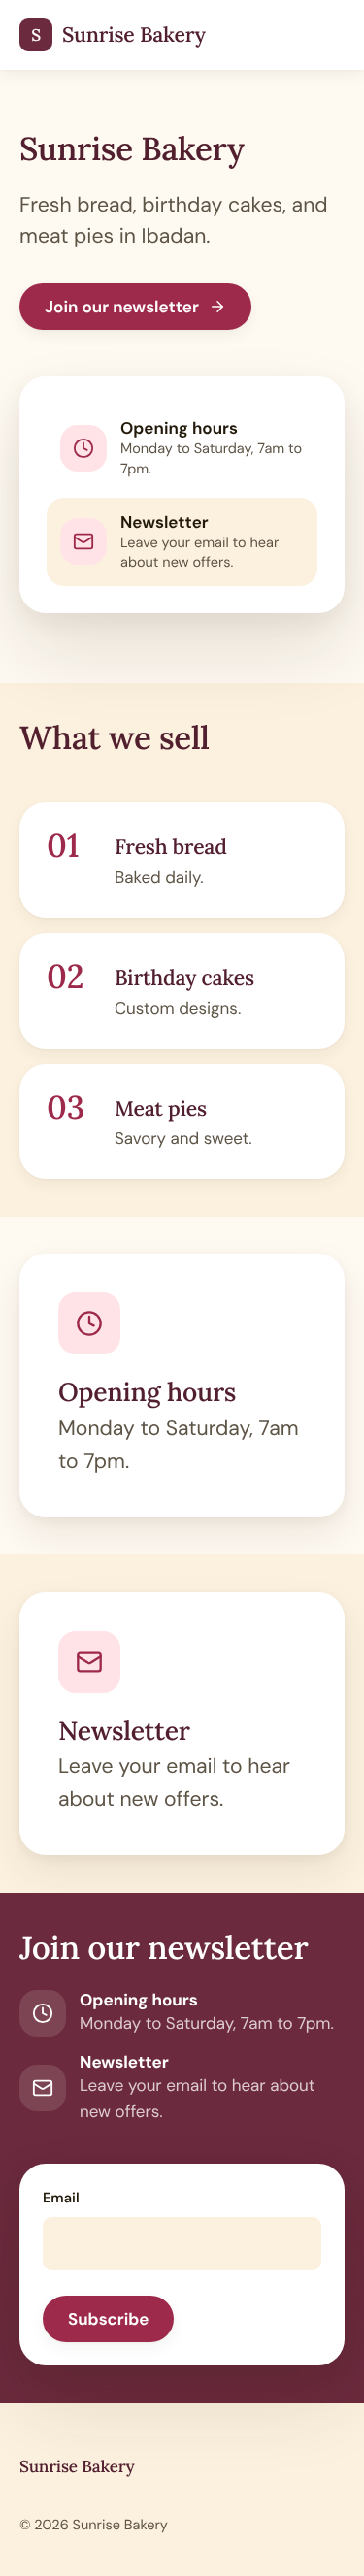 S Sunrise Bakery
Sunrise Bakery
Fresh bread, birthday cakes, and
meat pies in Ibadan.
Join our newsletter →
Opening hours
Monday to Saturday, 7am to
7pm.
Newsletter
Leave your email to hear
about new offers.
What we sell
01 Fresh bread
Baked daily.
02 Birthday cakes
Custom designs.
03 Meat pies
Savory and sweet.
Opening hours
Monday to Saturday, 7am
to 7pm.
Newsletter
Leave your email to hear
about new offers.
Join our newsletter
Opening hours
Monday to Saturday, 7am to 7pm.
Newsletter
Leave your email to hear about
new offers.
Email
Subscribe
Sunrise Bakery
© 2026 Sunrise Bakery